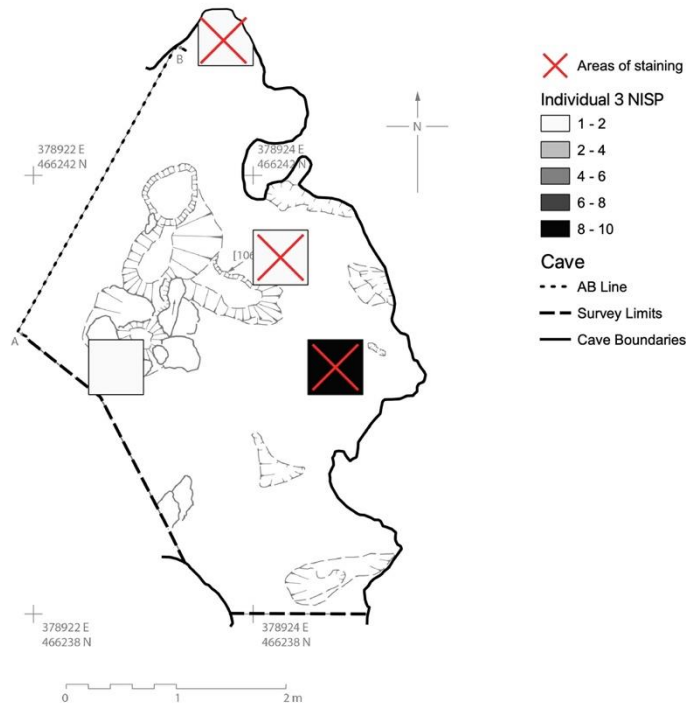 B
378922 E
466242 N
378924 E
466242 N
N
[106
A
378922 E
466238 N
378924 E
466238 N
0 1 2 m
Areas of staining
Individual 3 NISP
1 - 2
2 - 4
4 - 6
6 - 8
8 - 10
Cave
AB Line
Survey Limits
Cave Boundaries